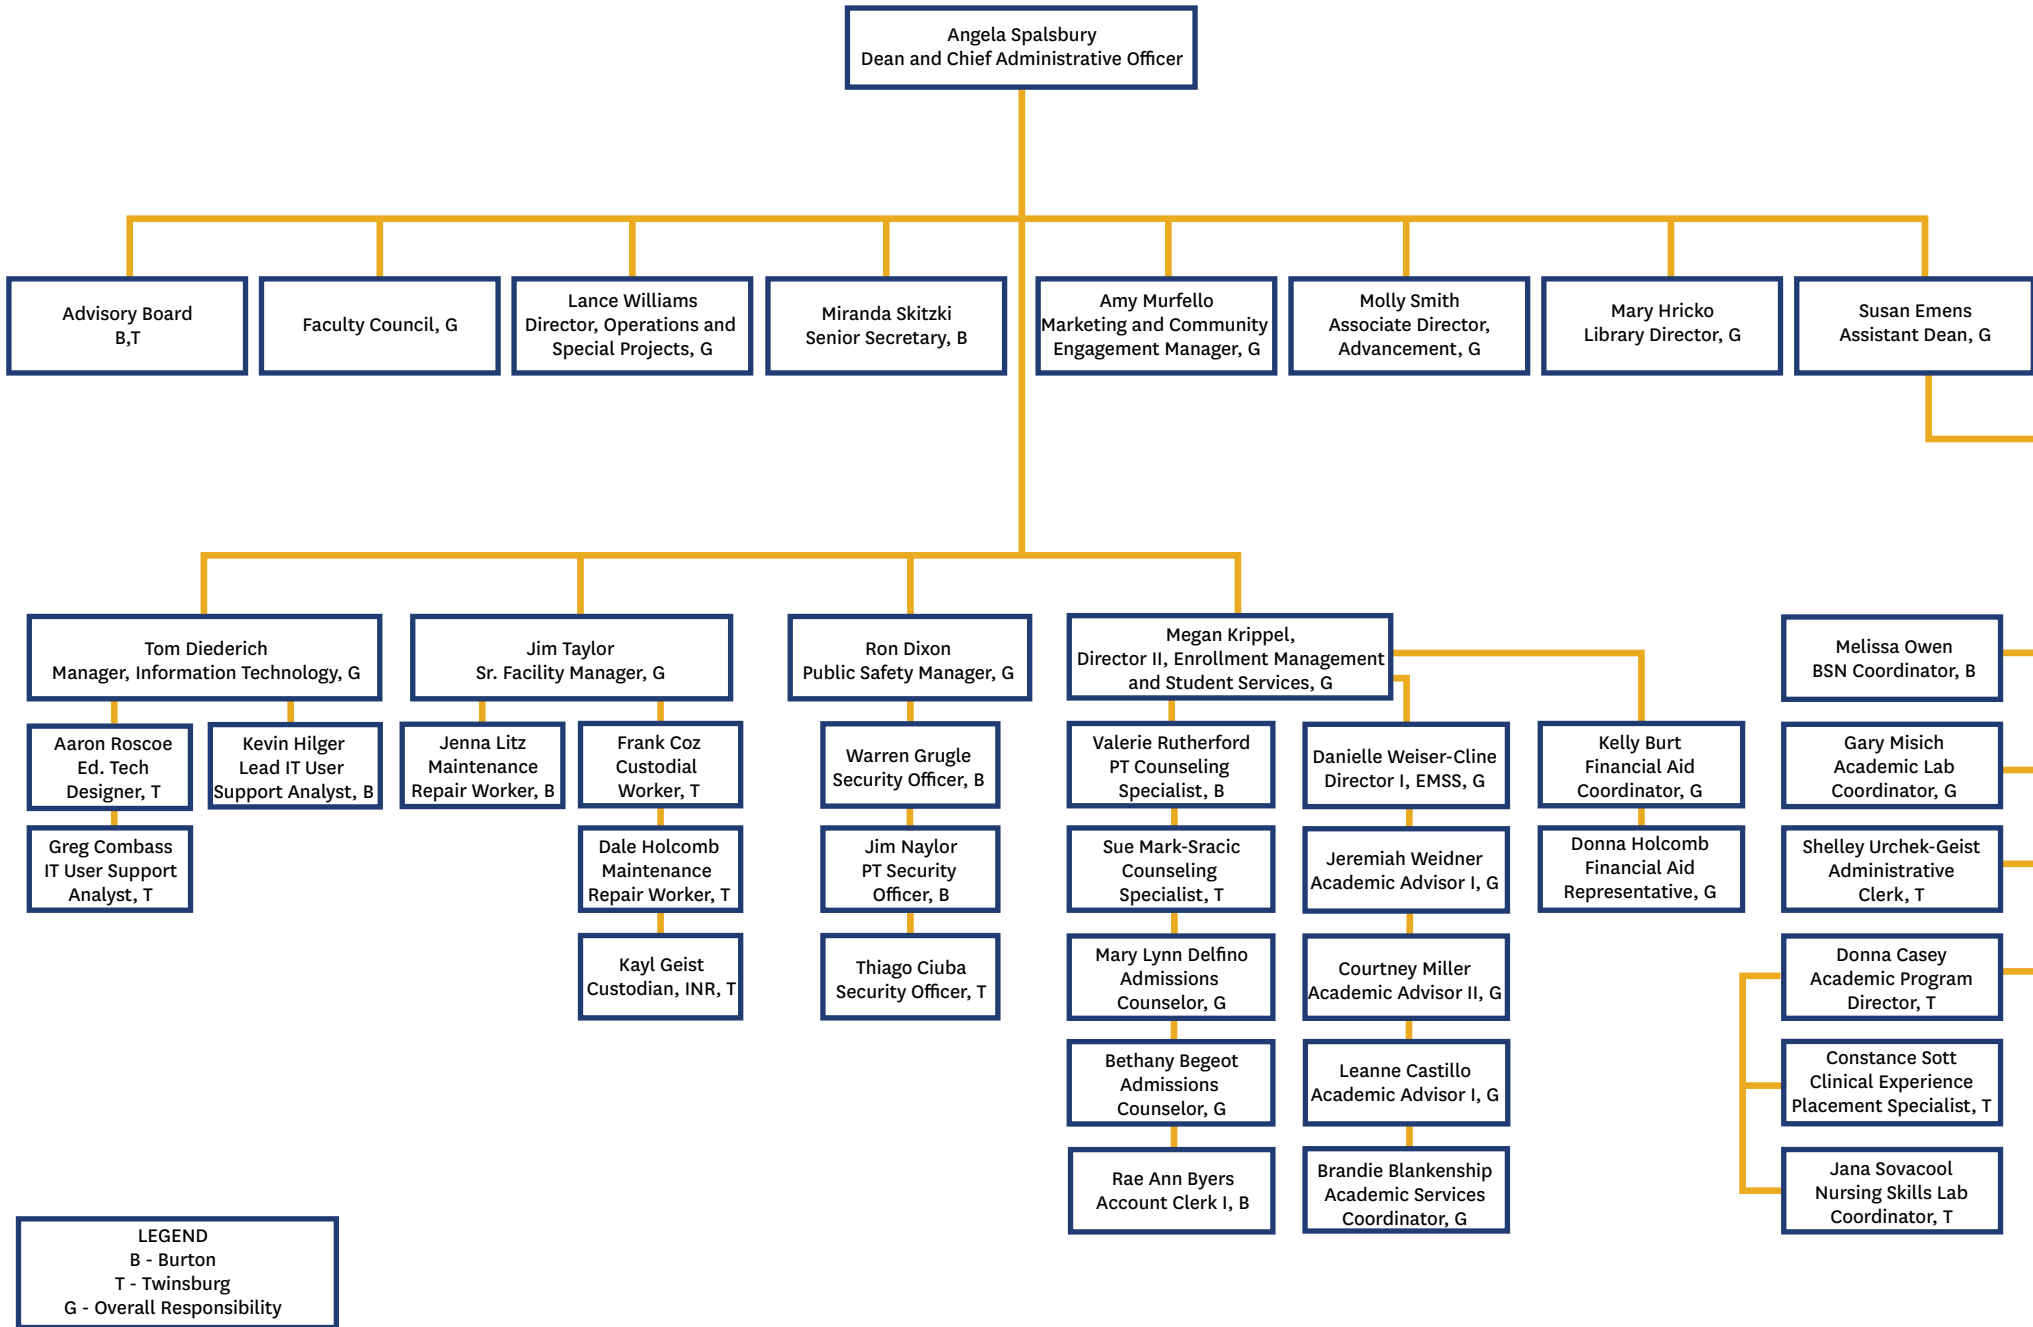 Angela Spalsbury
Dean and Chief Administrative Officer
Advisory Board
B,T
Faculty Council, G
Lance Williams
Director, Operations and
Special Projects, G
Miranda Skitzki
Senior Secretary, B
Amy Murfello
Marketing and Community
Engagement Manager, G
Molly Smith
Associate Director,
Advancement, G
Mary Hricko
Library Director, G
Susan Emens
Assistant Dean, G
Tom Diederich
Manager, Information Technology, G
Jim Taylor
Sr. Facility Manager, G
Ron Dixon
Public Safety Manager, G
Megan Krippel,
Director II, Enrollment Management
and Student Services, G
Melissa Owen
BSN Coordinator, B
Aaron Roscoe
Ed. Tech
Designer, T
Kevin Hilger
Lead IT User
Support Analyst, B
Jenna Litz
Maintenance
Repair Worker, B
Frank Coz
Custodial
Worker, T
Warren Grugle
Security Officer, B
Valerie Rutherford
PT Counseling
Specialist, B
Danielle Weiser-Cline
Director I, EMSS, G
Kelly Burt
Financial Aid
Coordinator, G
Gary Misich
Academic Lab
Coordinator, G
Greg Combass
IT User Support
Analyst, T
Dale Holcomb
Maintenance
Repair Worker, T
Jim Naylor
PT Security
Officer, B
Sue Mark-Sracic
Counseling
Specialist, T
Jeremiah Weidner
Academic Advisor I, G
Donna Holcomb
Financial Aid
Representative, G
Shelley Urchek-Geist
Administrative
Clerk, T
Kayl Geist
Custodian, INR, T
Thiago Ciuba
Security Officer, T
Mary Lynn Delfino
Admissions
Counselor, G
Courtney Miller
Academic Advisor II, G
Donna Casey
Academic Program
Director, T
Bethany Begeot
Admissions
Counselor, G
Leanne Castillo
Academic Advisor I, G
Constance Sott
Clinical Experience
Placement Specialist, T
Rae Ann Byers
Account Clerk I, B
Brandie Blankenship
Academic Services
Coordinator, G
Jana Sovacool
Nursing Skills Lab
Coordinator, T
LEGEND
B - Burton
T - Twinsburg
G - Overall Responsibility